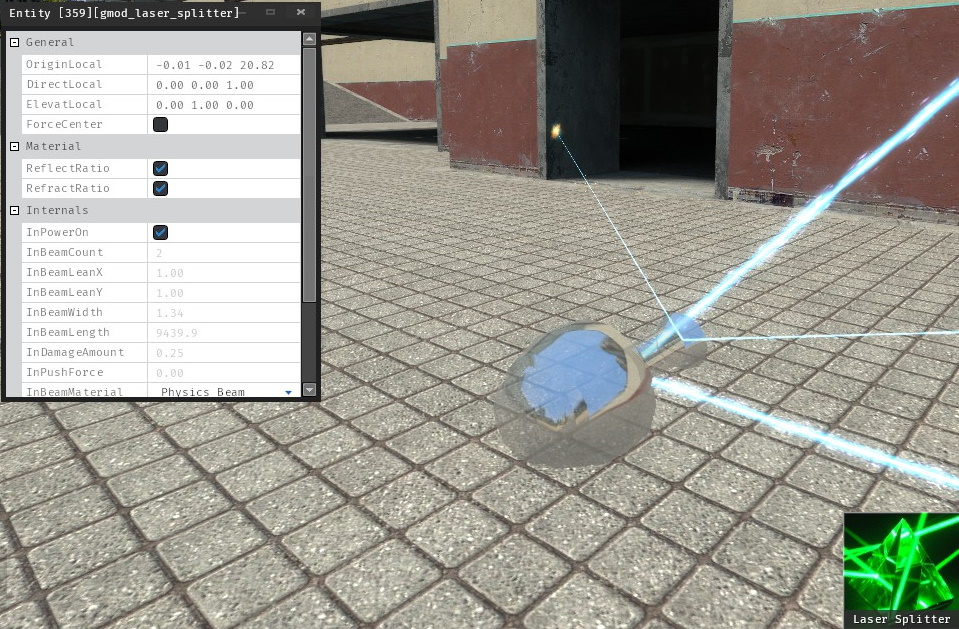 Entity [359][gmod_laser_splitter]
General
OriginLocal -0.01 -0.02 20.82
DirectLocal 0.00 0.00 1.00
ElevatLocal 0.00 1.00 0.00
ForceCenter
Material
ReflectRatio
RefractRatio
Internals
InPowerOn
InBeamCount 2
InBeamLeanX 1.00
InBeamLeanY 1.00
InBeamWidth 1.34
InBeamLength 9439.9
InDamageAmount 0.25
InPushForce 0.00
InBeamMaterial Physics Beam
Laser Splitter